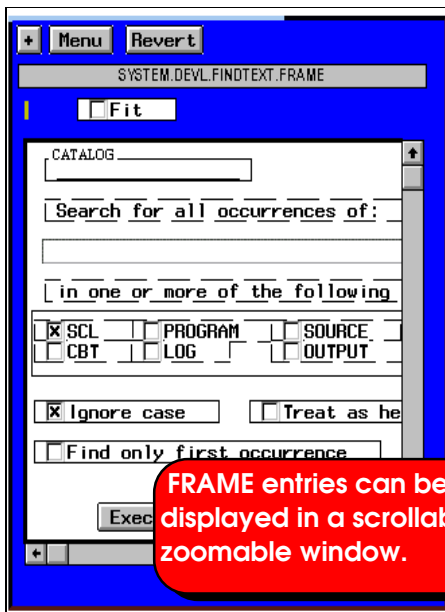 + Menu Revert
SYSTEM.DEVL.FINDTEXT.FRAME
Fit
CATALOG
Search for all occurrences of:
in one or more of the following
SCL PROGRAM SOURCE
CBT LOG OUTPUT
Ignore case Treat as he
Find only first occurrence
Exec
FRAME entries can be
displayed in a scrollab
zoomable window.